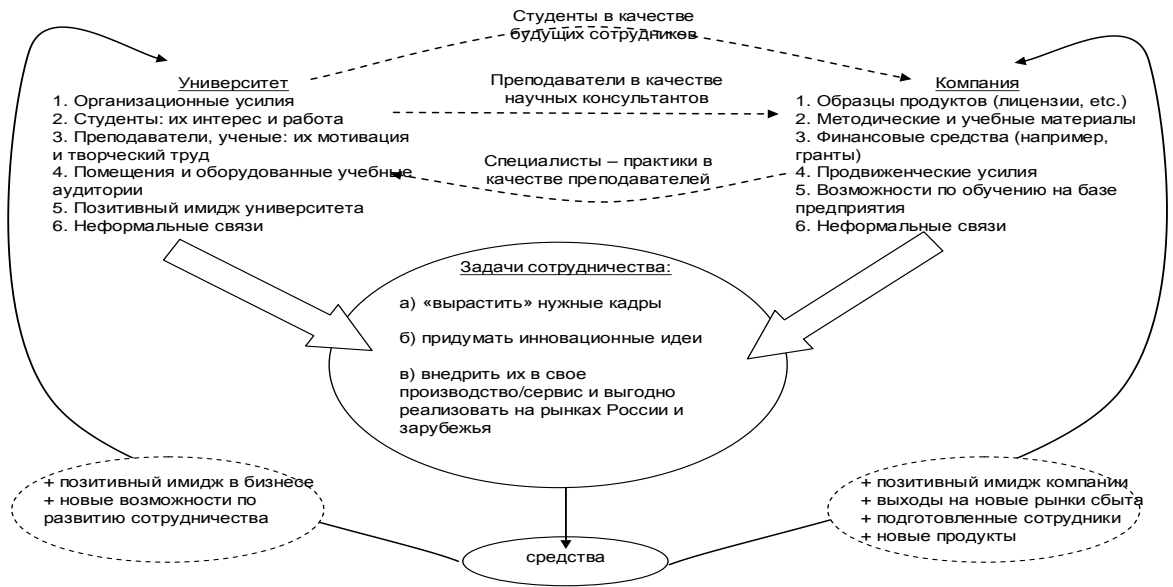 Студенты в качестве
будущих сотрудников
Университет
1. Организационные усилия
2. Студенты: их интерес и работа
3. Преподаватели, ученые: их мотивация
и творческий труд
4. Помещения и оборудованные учебные
аудитории
5. Позитивный имидж университета
6. Неформальные связи
Преподаватели в качестве
научных консультантов
Специалисты – практики в
качестве преподавателей
Компания
1. Образцы продуктов (лицензии, etc.)
2. Методические и учебные материалы
3. Финансовые средства (например,
гранты)
4. Продвиженческие усилия
5. Возможности по обучению на базе
предприятия
6. Неформальные связи
Задачи сотрудничества:
а) «вырастить» нужные кадры
б) придумать инновационные идеи
в) внедрить их в свое
производство/сервис и выгодно
реализовать на рынках России и
зарубежья
+ позитивный имидж в бизнесе
+ новые возможности по
развитию сотрудничества
средства
+ позитивный имидж компании
+ выходы на новые рынки сбыта
+ подготовленные сотрудники
+ новые продукты